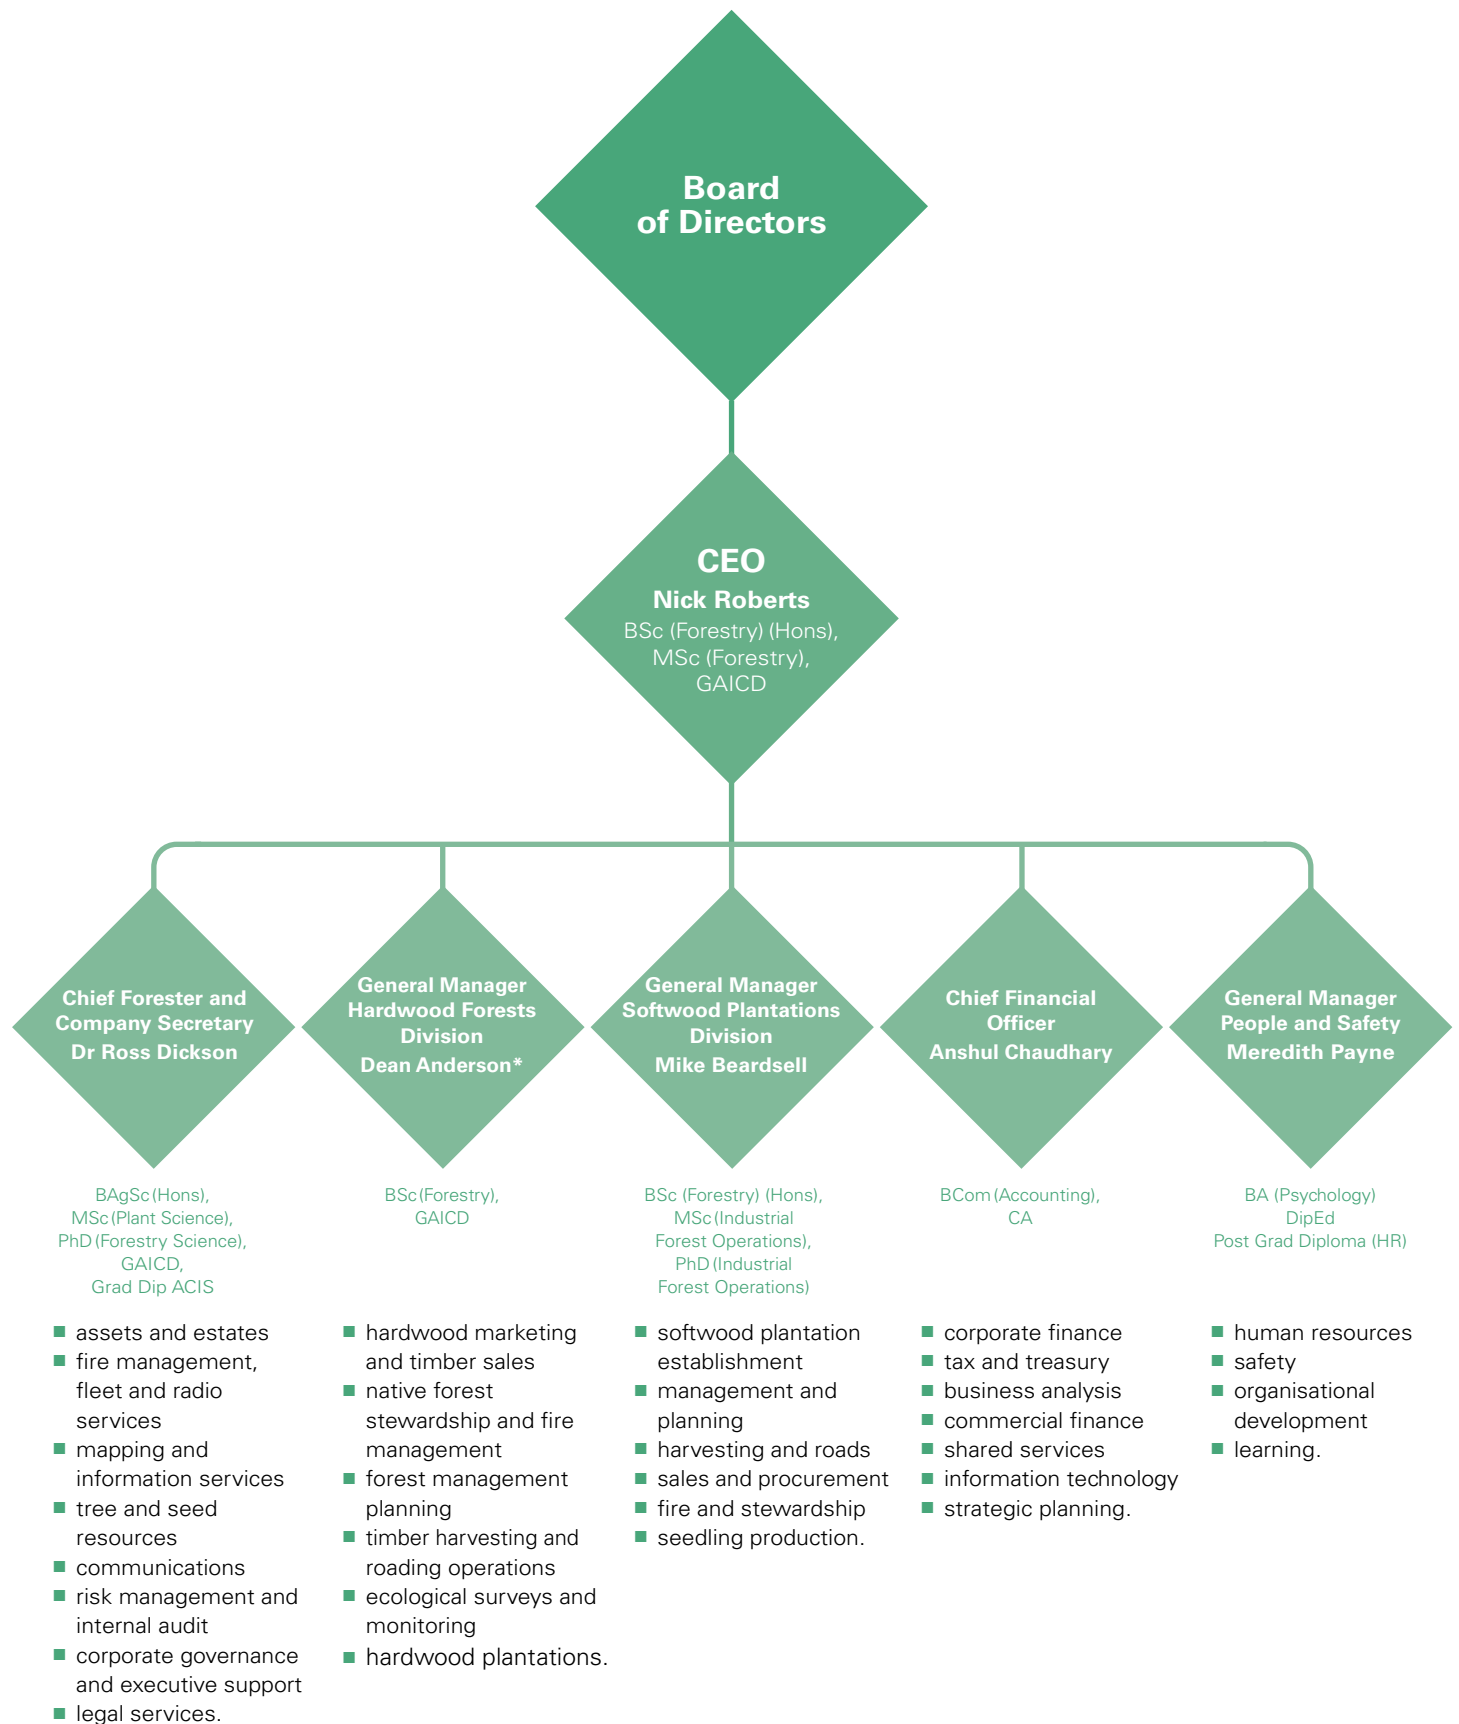 Board
of Directors
CEO
Nick Roberts
BSc (Forestry) (Hons),
MSc (Forestry),
GAICD
Chief Forester and
Company Secretary
Dr Ross Dickson
General Manager
Hardwood Forests
Division
Dean Anderson*
General Manager
Softwood Plantations
Division
Mike Beardsell
Chief Financial
Officer
Anshul Chaudhary
General Manager
People and Safety
Meredith Payne
BAgSc (Hons),
MSc (Plant Science),
PhD (Forestry Science),
GAICD,
Grad Dip ACIS
BSc (Forestry),
GAICD
BSc (Forestry) (Hons),
MSc (Industrial
Forest Operations),
PhD (Industrial
Forest Operations)
BCom (Accounting),
CA
BA (Psychology)
DipEd
Post Grad Diploma (HR)
■ assets and estates
■ fire management,
fleet and radio
services
■ mapping and
information services
■ tree and seed
resources
■ communications
■ risk management and
internal audit
■ corporate governance
and executive support
■ legal services.
■ hardwood marketing
and timber sales
■ native forest
stewardship and fire
management
■ forest management
planning
■ timber harvesting and
roading operations
■ ecological surveys and
monitoring
■ hardwood plantations.
■ softwood plantation
establishment
■ management and
planning
■ harvesting and roads
■ sales and procurement
■ fire and stewardship
■ seedling production.
■ corporate finance
■ tax and treasury
■ business analysis
■ commercial finance
■ shared services
■ information technology
■ strategic planning.
■ human resources
■ safety
■ organisational
development
■ learning.